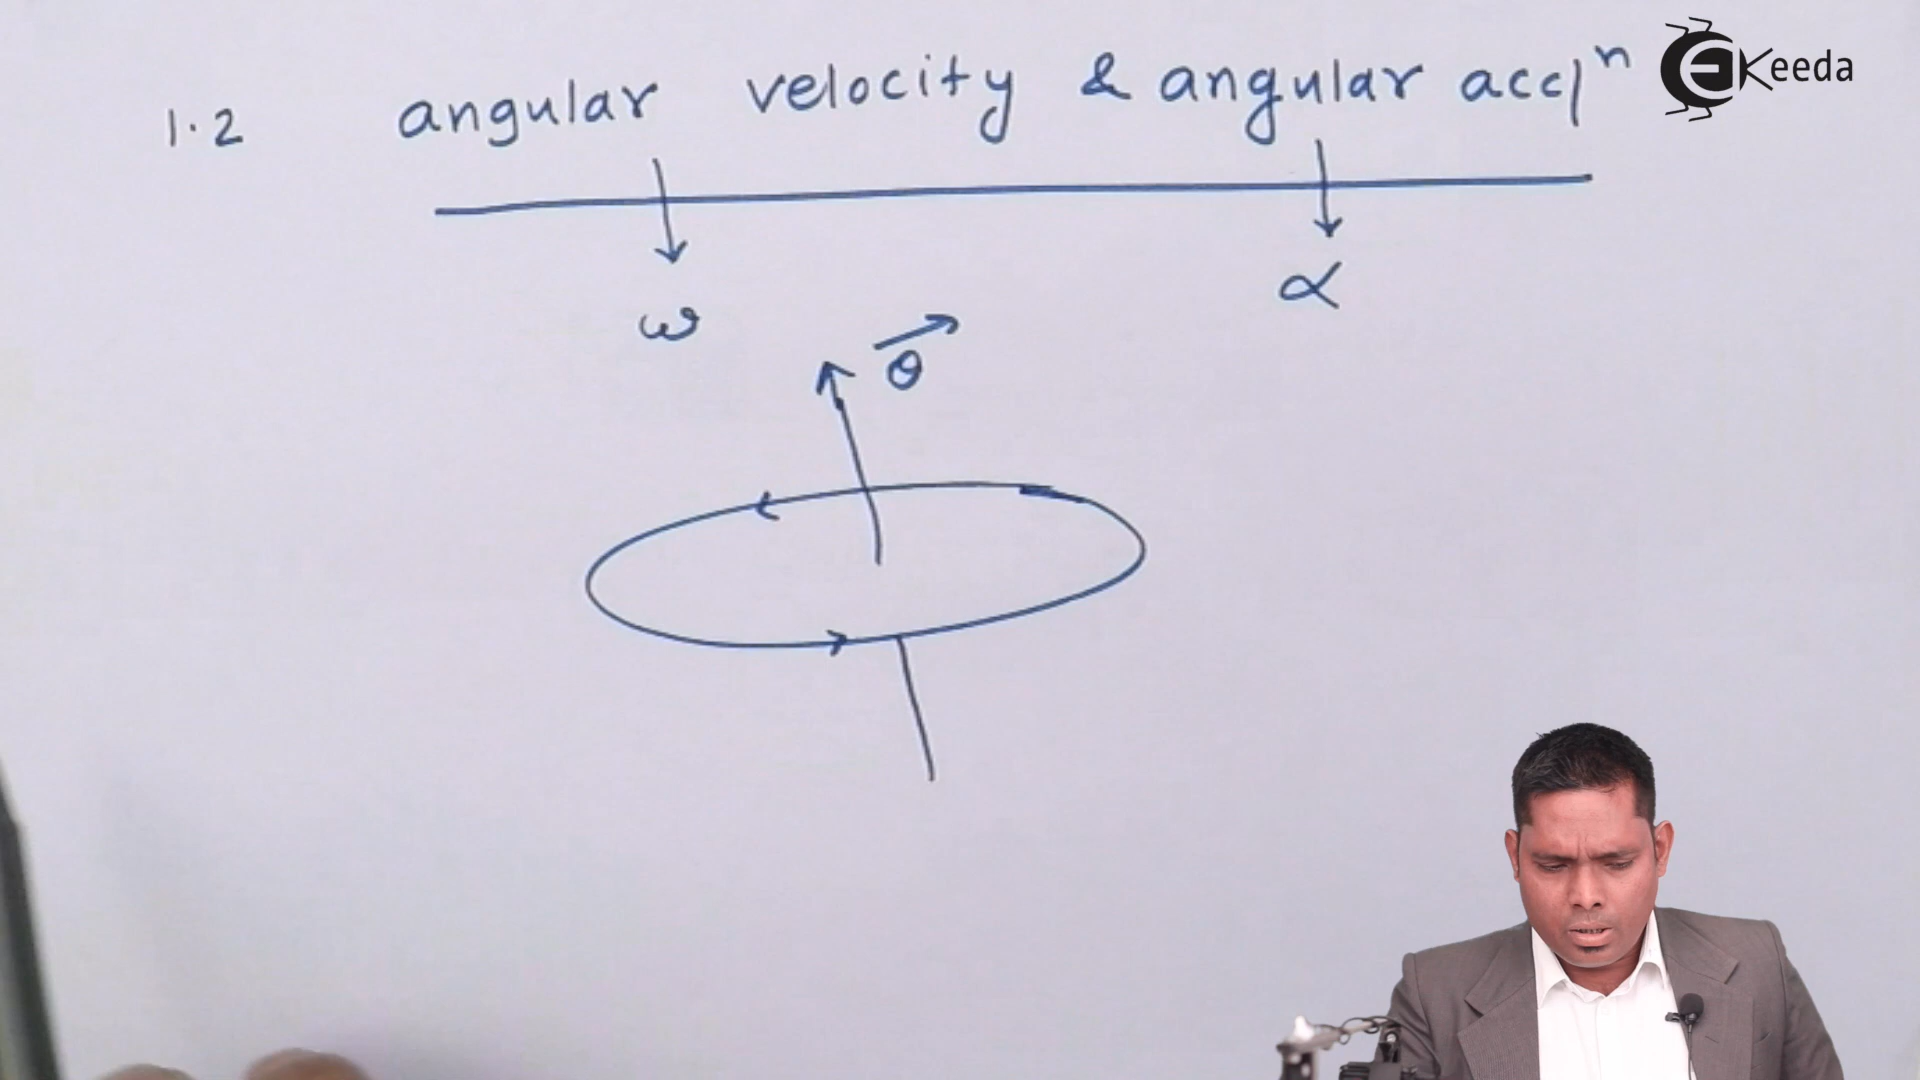 1.2 angular velocity & angular accl^n
EKeeda
ω
α
θ